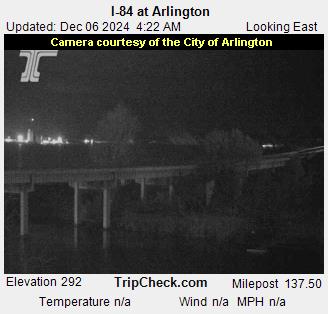 I-84 at Arlington
Updated: Dec 06 2024 4:22 AM Looking East
Camera courtesy of the City of Arlington
Elevation 292 TripCheck.com Milepost 137.50
Temperature n/a Wind n/a MPH n/a